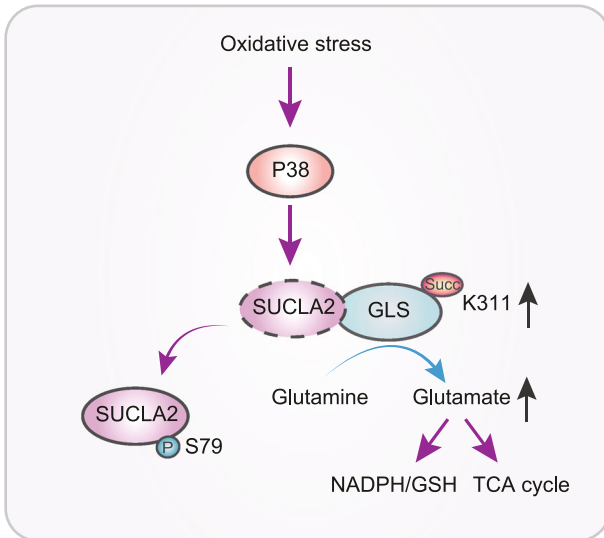 Oxidative stress
P38
SUCLA2
GLS
Succ
K311
Glutamine
Glutamate
SUCLA2
P
S79
NADPH/GSH
TCA cycle